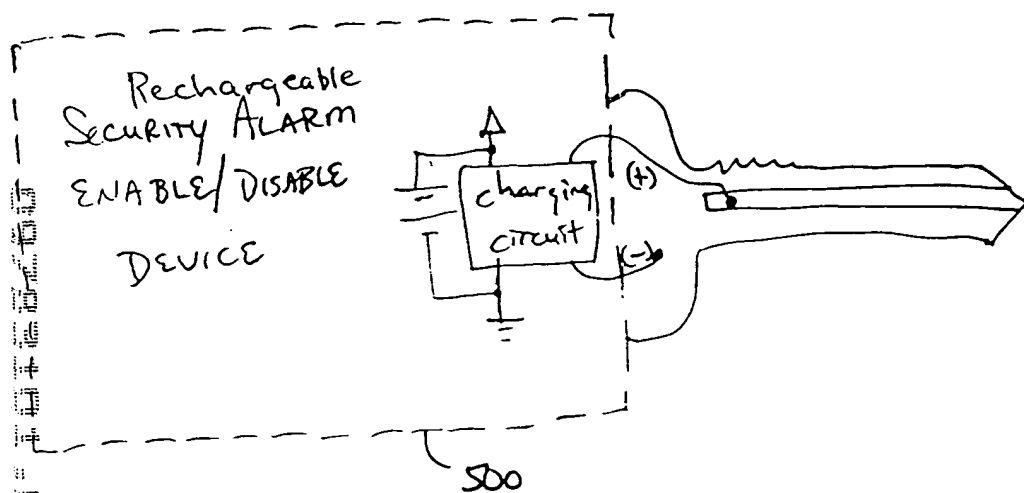 Rechargeable
SECURITY ALARM
ENABLE/DISABLE
DEVICE
charging
circuit
(+)
(-)
500